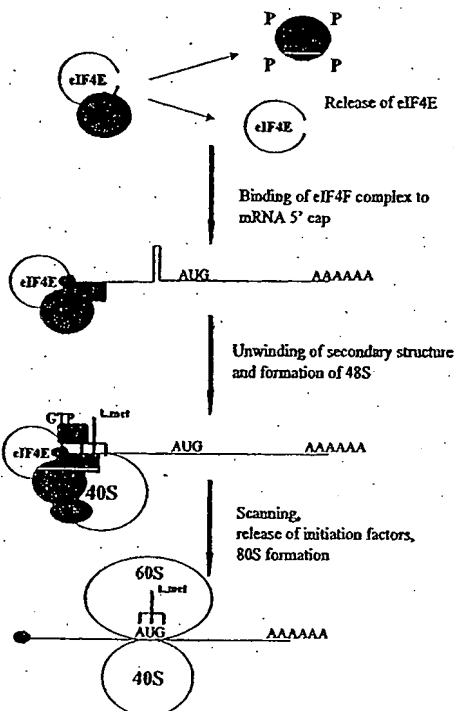 P P
eIF4E
P P
Release of eIF4E
eIF4E
Binding of eIF4F complex to
mRNA 5' cap
eIF4E
AUG
AAAAAA
Unwinding of secondary structure
and formation of 48S
GTP
eIF4E
40S
AUG
AAAAAA
Scanning,
release of initiation factors,
80S formation
60S
AUG
AAAAAA
40S